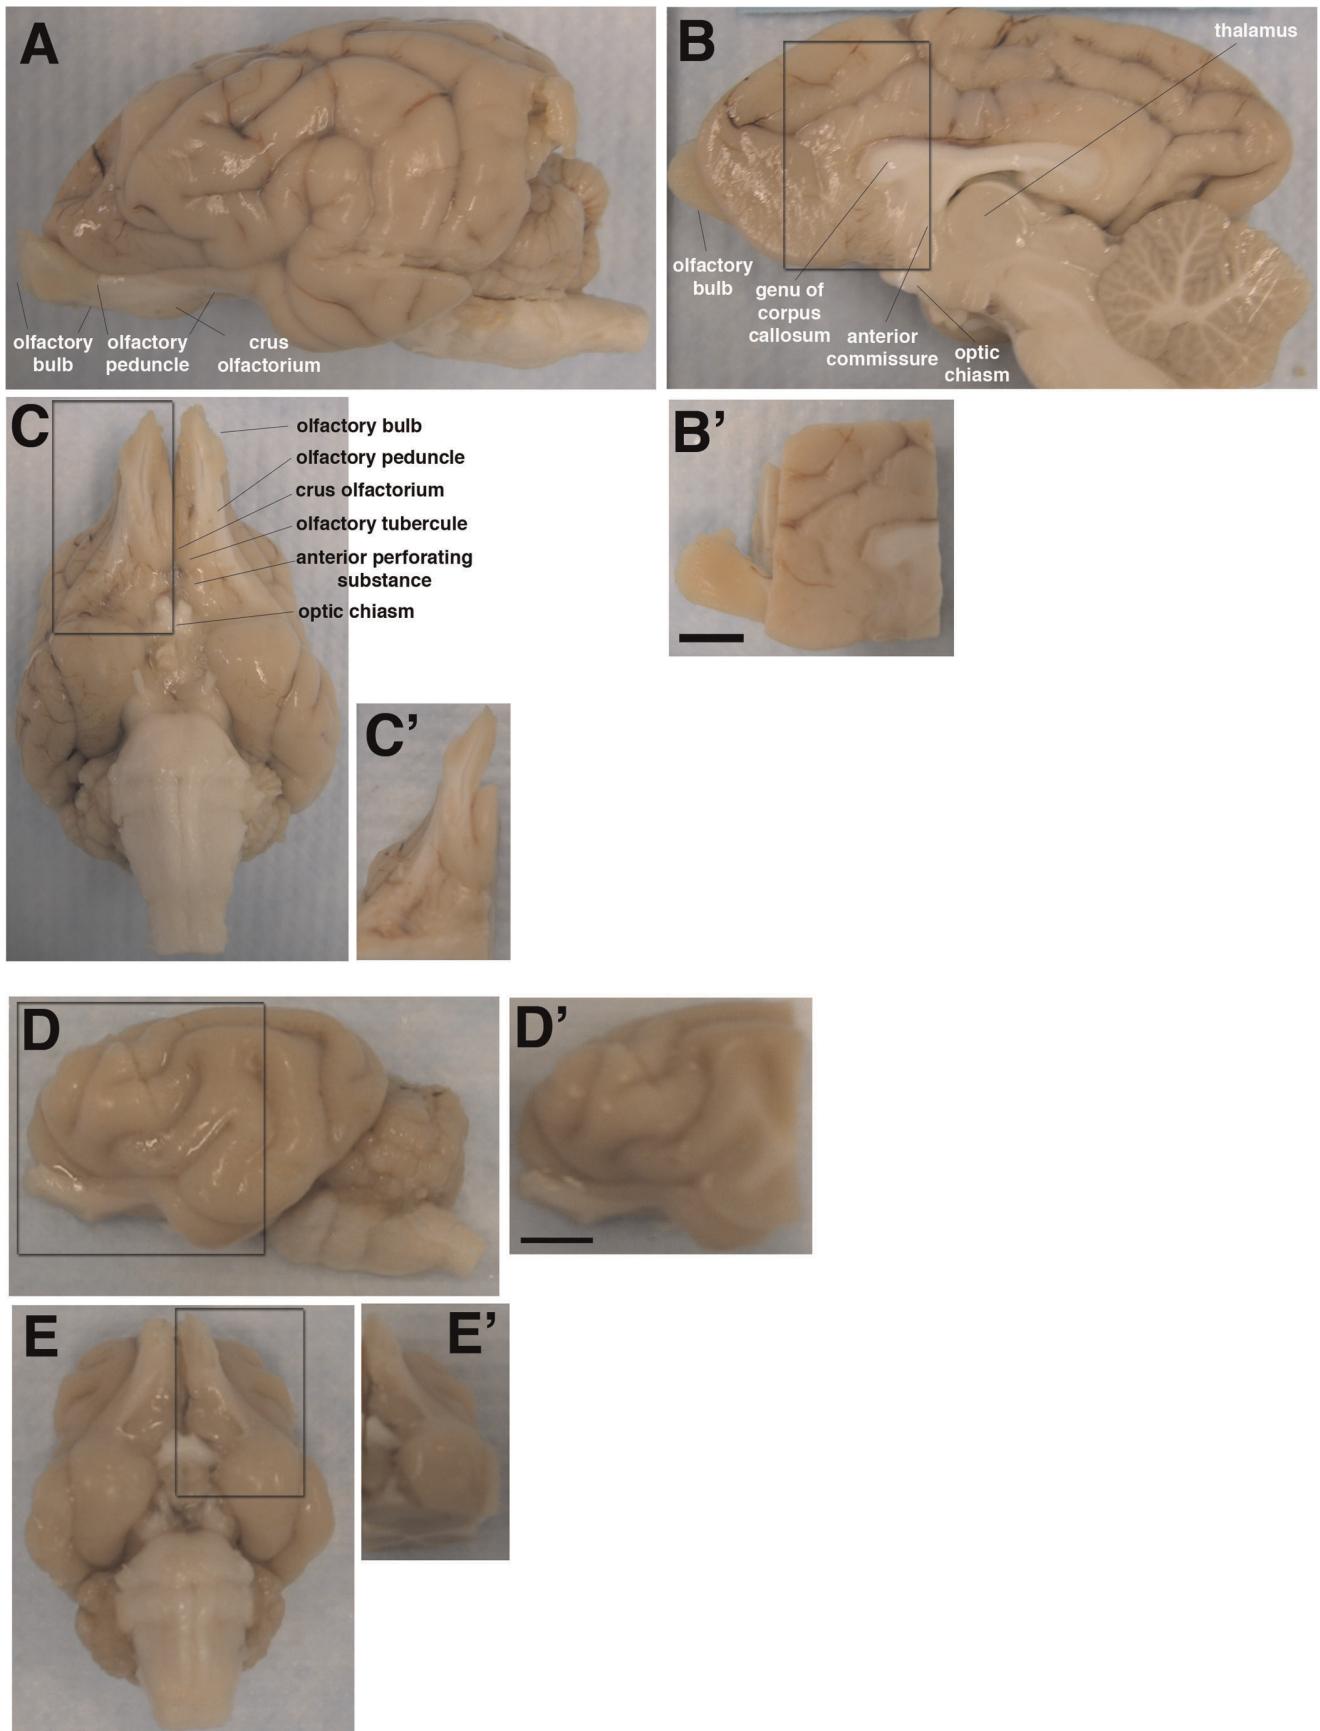 A
olfactory
bulb
olfactory
peduncle
crus
olfactorium
B
thalamus
olfactory
bulb
genu of
corpus
callosum
anterior
commissure
optic
chiasm
C
olfactory bulb
olfactory peduncle
crus olfactorium
olfactory tubercule
anterior perforating
substance
optic chiasm
B’
C’
D
D’
E
E’